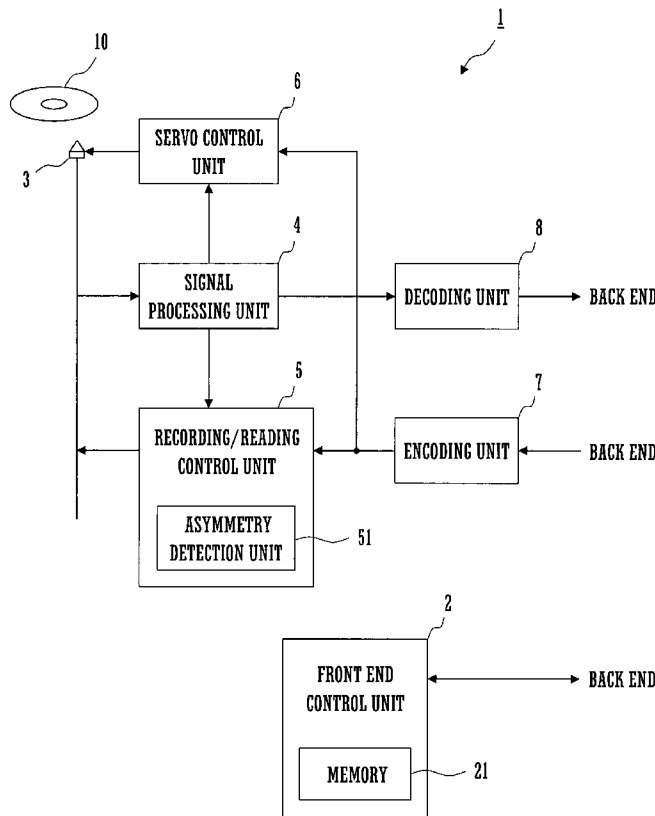 1
10
6
SERVO CONTROL
UNIT
3
4
8
SIGNAL
PROCESSING UNIT
DECODING UNIT
BACK END
5
7
RECORDING/READING
CONTROL UNIT
ENCODING UNIT
BACK END
ASYMMETRY
DETECTION UNIT
51
2
FRONT END
CONTROL UNIT
BACK END
MEMORY
21